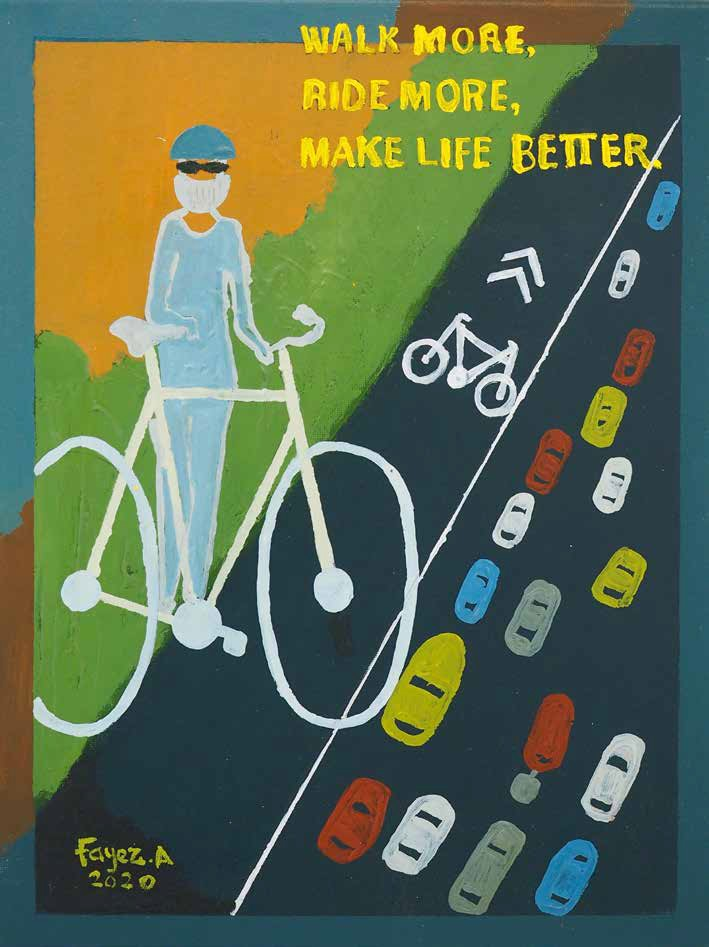 WALK MORE,
RIDE MORE,
MAKE LIFE BETTER.
Fayez.A
2020